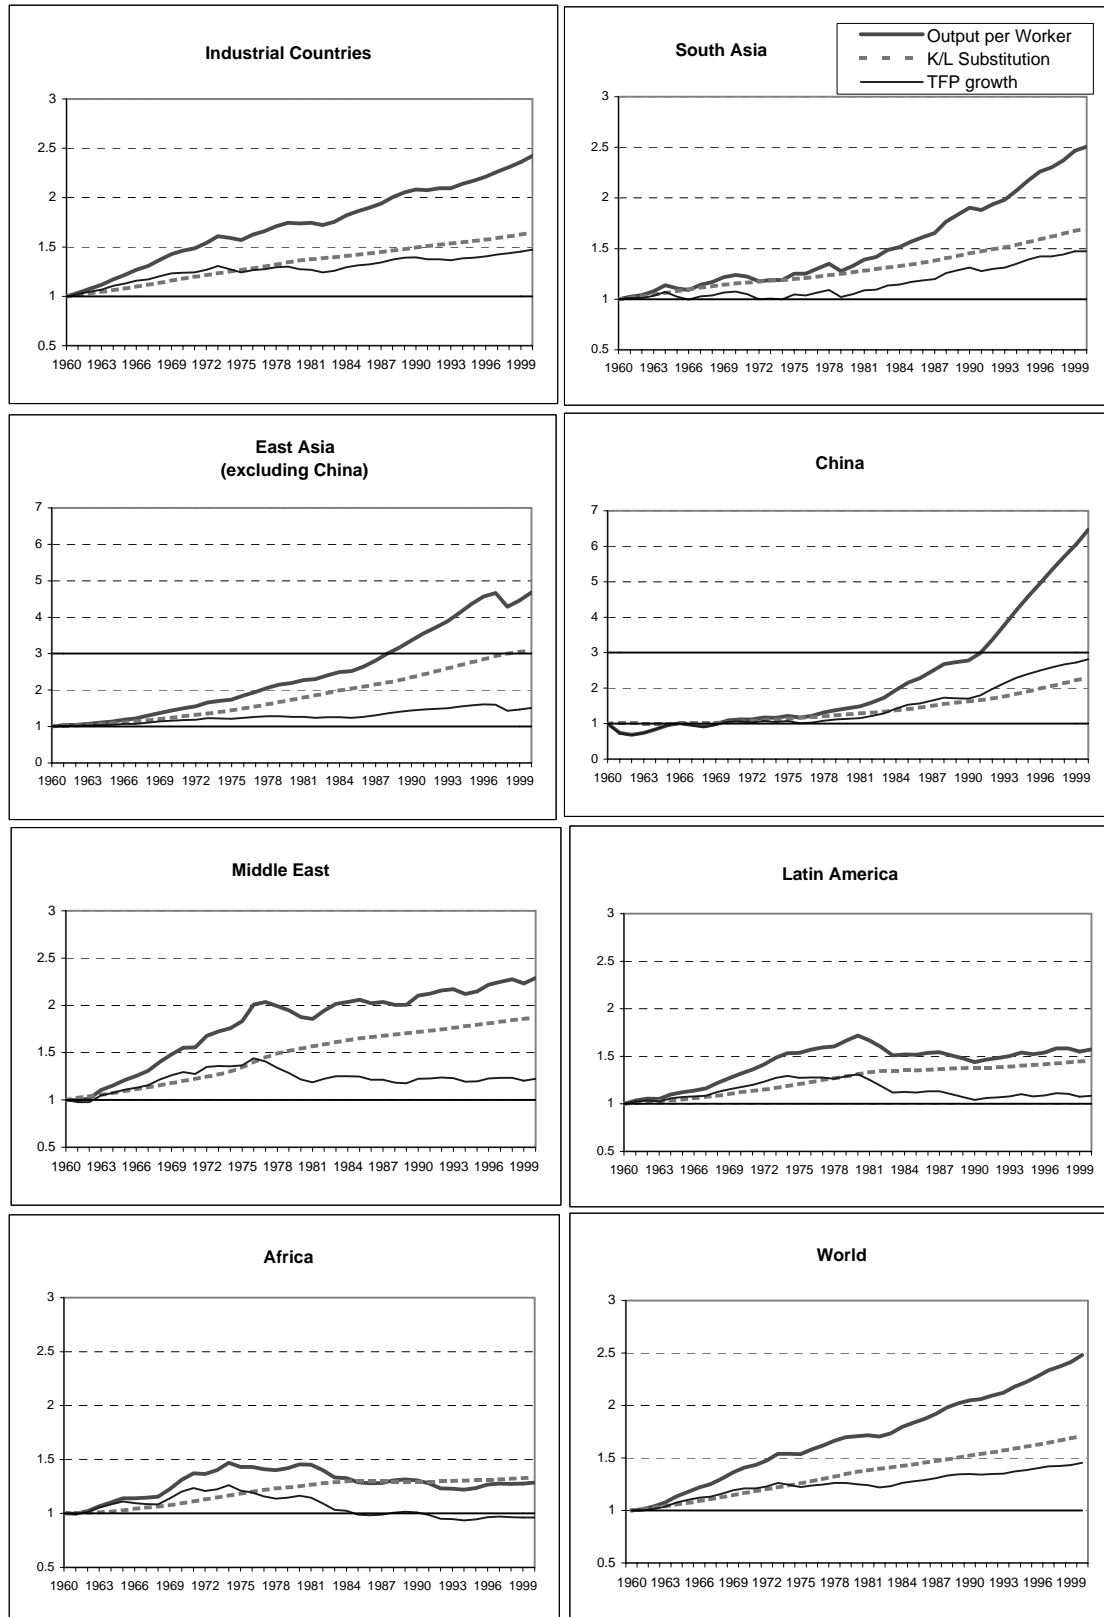 Industrial Countries
3
2.5
2
1.5
1
0.5
1960 1963 1966 1969 1972 1975 1978 1981 1984 1987 1990 1993 1996 1999
South Asia
Output per Worker
K/L Substitution
TFP growth
3
2.5
2
1.5
1
0.5
1960 1963 1966 1969 1972 1975 1978 1981 1984 1987 1990 1993 1996 1999
East Asia
(excluding China)
7
6
5
4
3
2
1
0
1960 1963 1966 1969 1972 1975 1978 1981 1984 1987 1990 1993 1996 1999
China
7
6
5
4
3
2
1
0
1960 1963 1966 1969 1972 1975 1978 1981 1984 1987 1990 1993 1996 1999
Middle East
3
2.5
2
1.5
1
0.5
1960 1963 1966 1969 1972 1975 1978 1981 1984 1987 1990 1993 1996 1999
Latin America
3
2.5
2
1.5
1
0.5
1960 1963 1966 1969 1972 1975 1978 1981 1984 1987 1990 1993 1996 1999
Africa
3
2.5
2
1.5
1
0.5
1960 1963 1966 1969 1972 1975 1978 1981 1984 1987 1990 1993 1996 1999
World
3
2.5
2
1.5
1
0.5
1960 1963 1966 1969 1972 1975 1978 1981 1984 1987 1990 1993 1996 1999